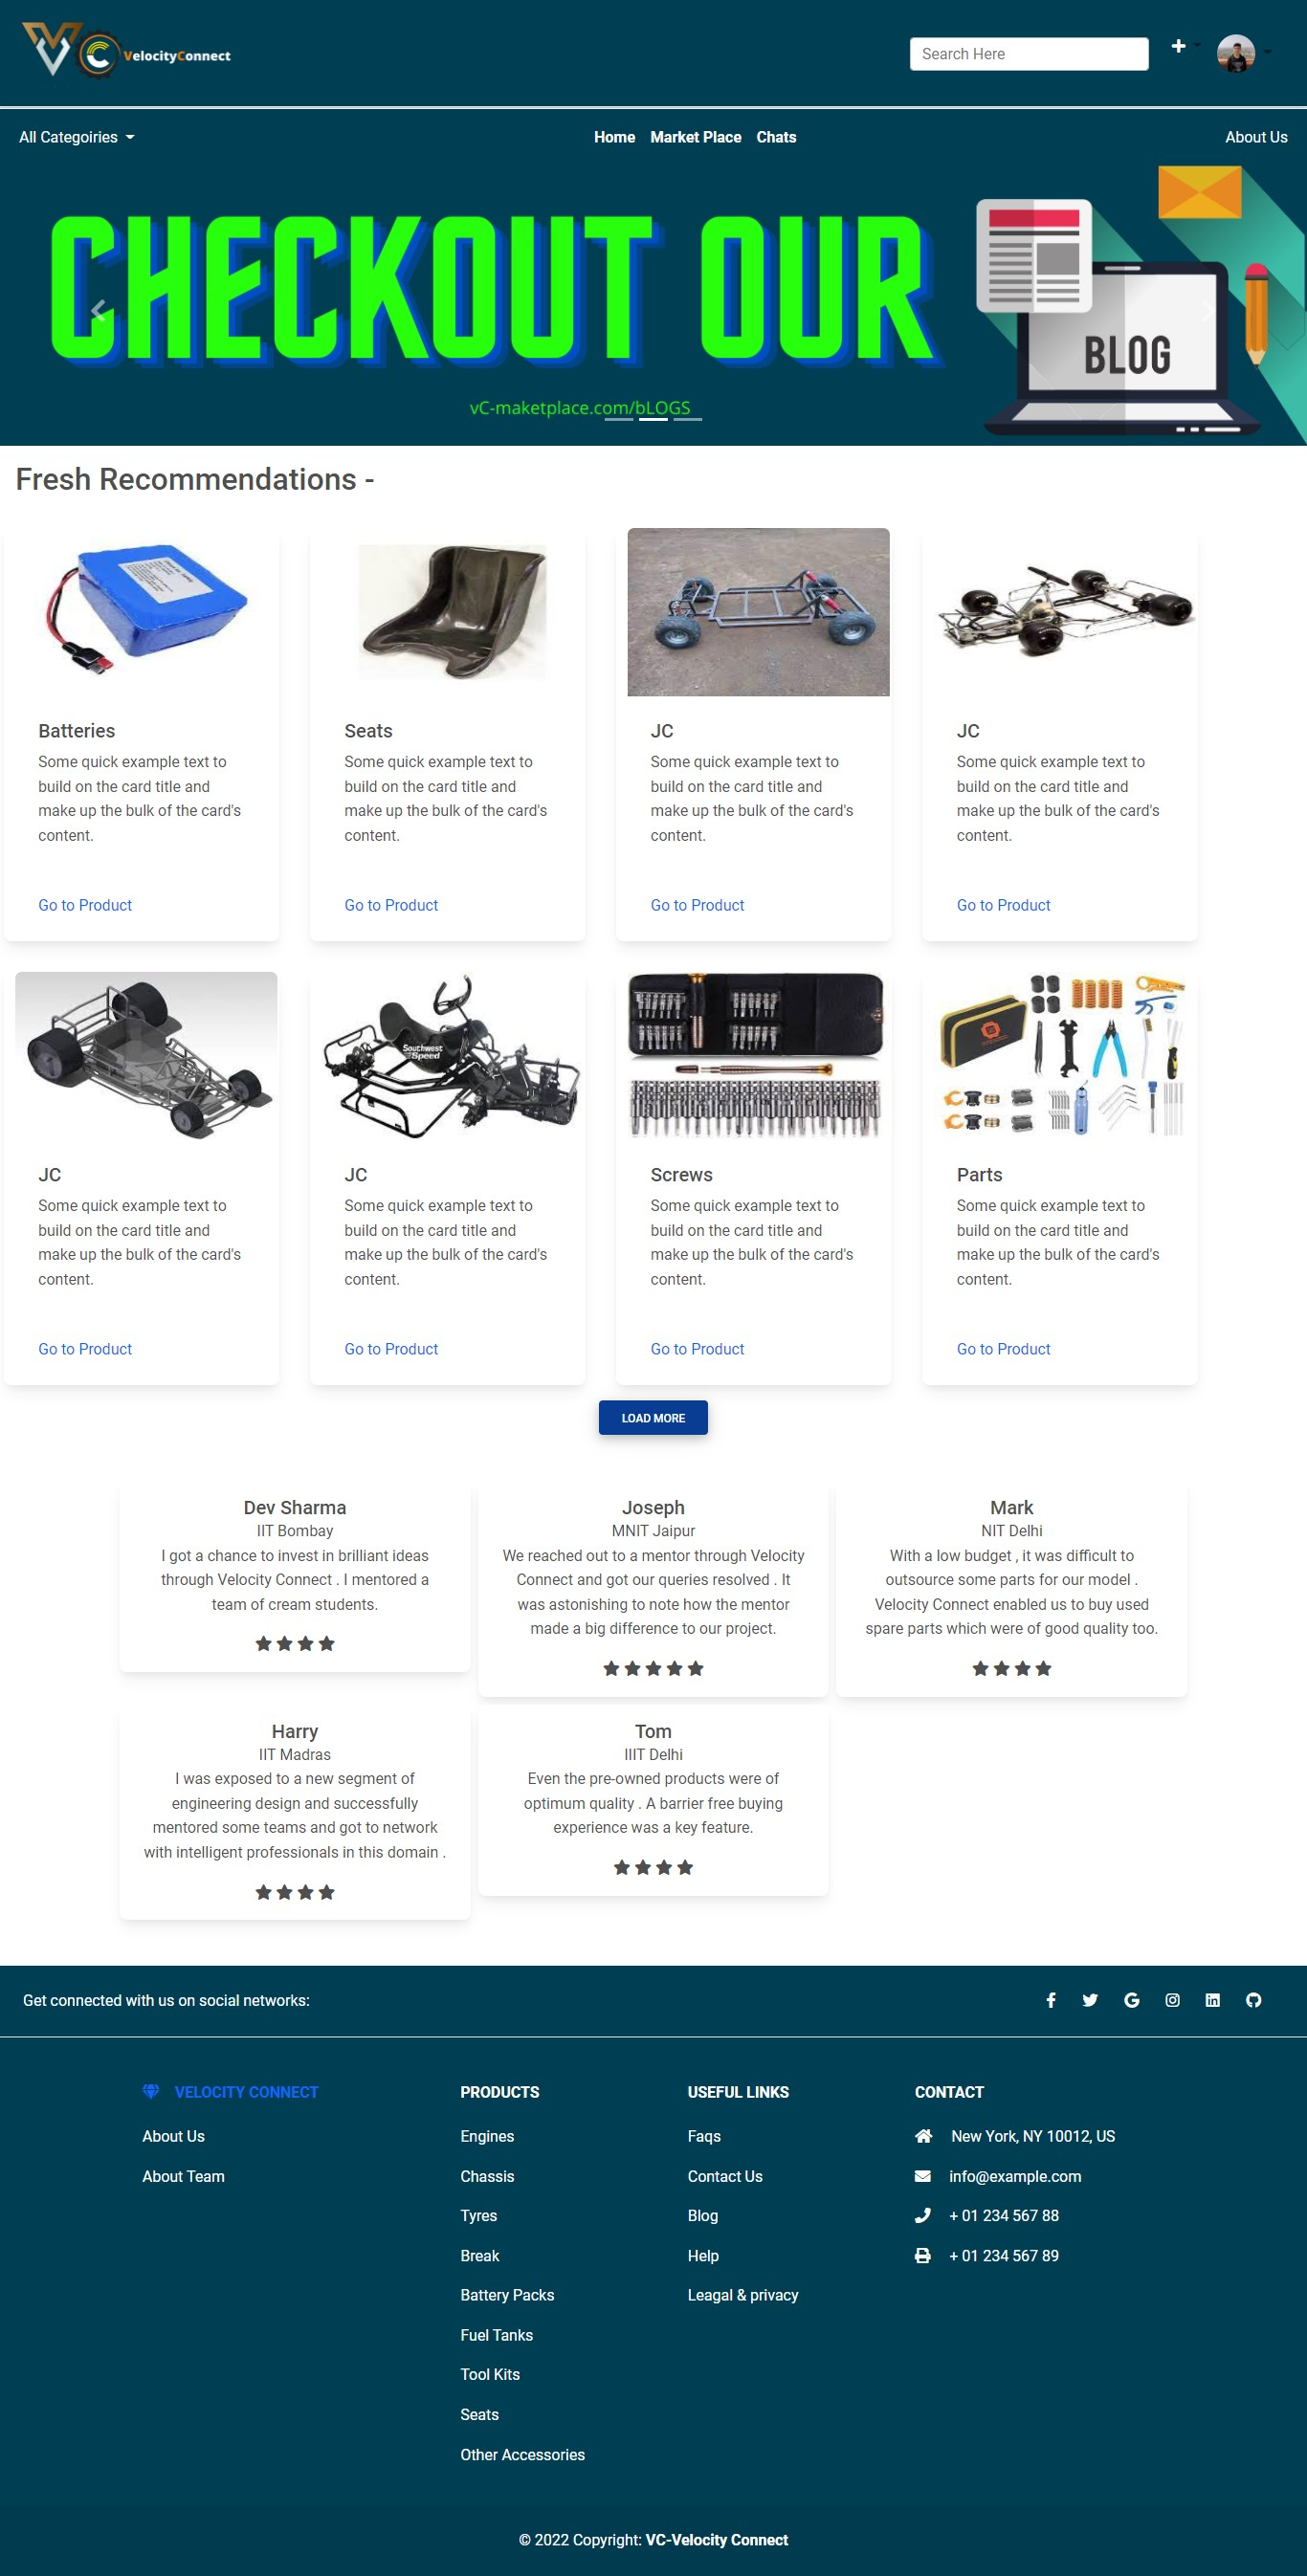 VC VelocityConnect
Search Here
All Categoiries
Home Market Place Chats
About Us
CHECKOUT OUR
BLOG
vC-maketplace.com/bLOGS
Fresh Recommendations -
Batteries
Some quick example text to
build on the card title and
make up the bulk of the card's
content.
Go to Product
Seats
Some quick example text to
build on the card title and
make up the bulk of the card's
content.
Go to Product
JC
Some quick example text to
build on the card title and
make up the bulk of the card's
content.
Go to Product
JC
Some quick example text to
build on the card title and
make up the bulk of the card's
content.
Go to Product
JC
Some quick example text to
build on the card title and
make up the bulk of the card's
content.
Go to Product
Southwest
Speed
JC
Some quick example text to
build on the card title and
make up the bulk of the card's
content.
Go to Product
Screws
Some quick example text to
build on the card title and
make up the bulk of the card's
content.
Go to Product
Parts
Some quick example text to
build on the card title and
make up the bulk of the card's
content.
Go to Product
LOAD MORE
Dev Sharma
IIT Bombay
I got a chance to invest in brilliant ideas
through Velocity Connect . I mentored a
team of cream students.
Joseph
MNIT Jaipur
We reached out to a mentor through Velocity
Connect and got our queries resolved . It
was astonishing to note how the mentor
made a big difference to our project.
Mark
NIT Delhi
With a low budget , it was difficult to
outsource some parts for our model .
Velocity Connect enabled us to buy used
spare parts which were of good quality too.
Harry
IIT Madras
I was exposed to a new segment of
engineering design and successfully
mentored some teams and got to network
with intelligent professionals in this domain .
Tom
IIIT Delhi
Even the pre-owned products were of
optimum quality . A barrier free buying
experience was a key feature.
Get connected with us on social networks:
VELOCITY CONNECT
About Us
About Team
PRODUCTS
Engines
Chassis
Tyres
Break
Battery Packs
Fuel Tanks
Tool Kits
Seats
Other Accessories
USEFUL LINKS
Faqs
Contact Us
Blog
Help
Leagal & privacy
CONTACT
New York, NY 10012, US
info@example.com
+ 01 234 567 88
+ 01 234 567 89
© 2022 Copyright: VC-Velocity Connect